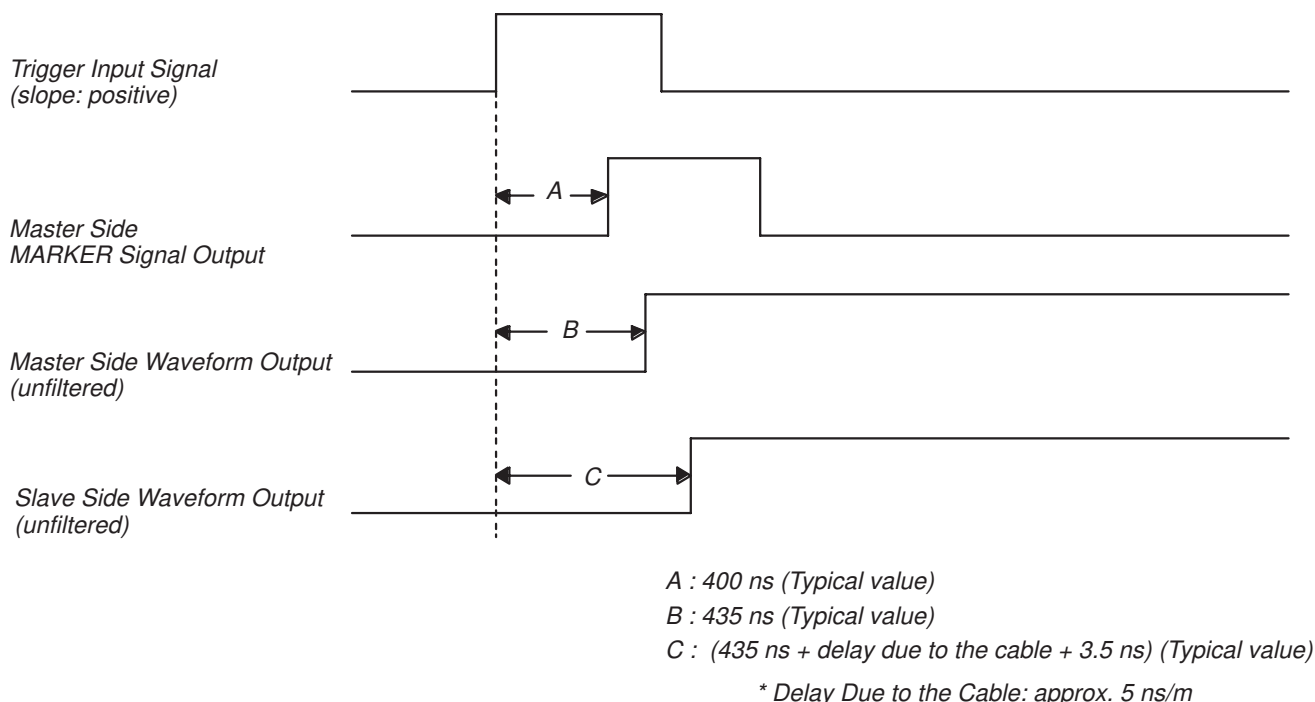 Trigger Input Signal
(slope: positive)
A
Master Side
MARKER Signal Output
B
Master Side Waveform Output
(unfiltered)
C
Slave Side Waveform Output
(unfiltered)
A : 400 ns (Typical value)
B : 435 ns (Typical value)
C : (435 ns + delay due to the cable + 3.5 ns) (Typical value)
* Delay Due to the Cable: approx. 5 ns/m